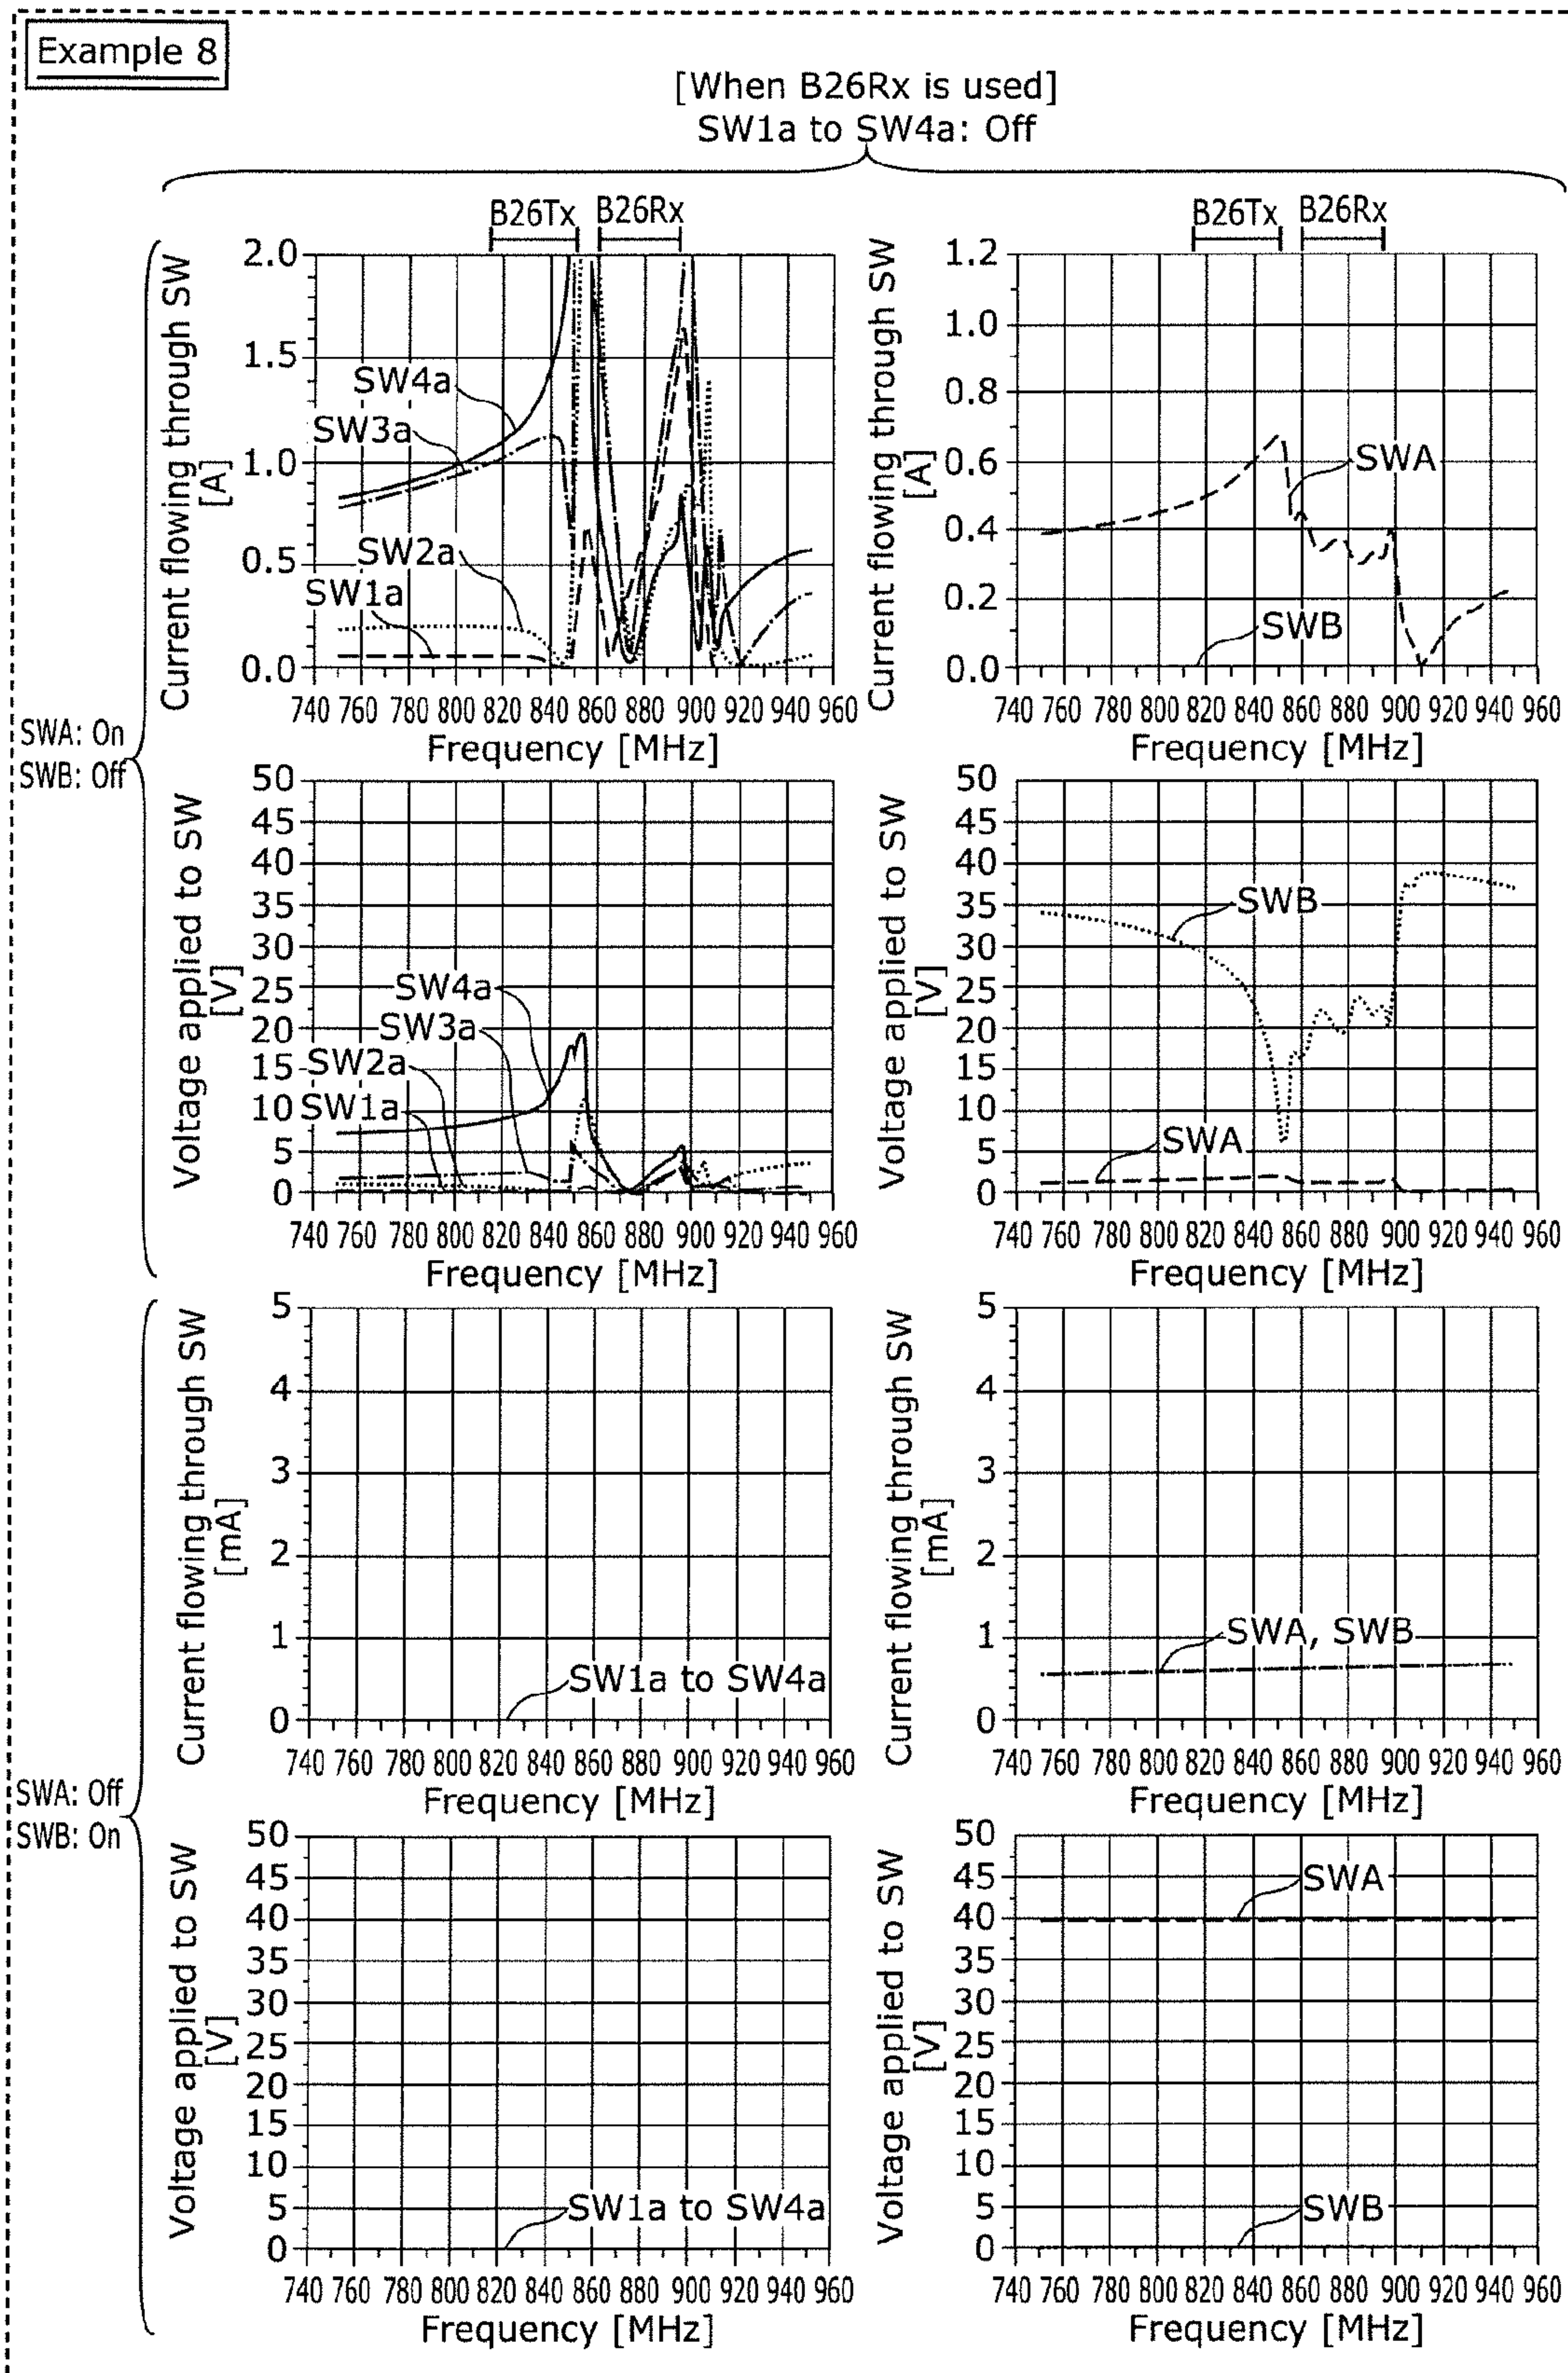 Example 8
[When B26Rx is used]
SW1a to SW4a: Off
SWA: On
SWB: Off
B26Tx B26Rx
Current flowing through SW
[A]
2.0
1.5
1.0
0.5
0.0
SW4a
SW3a
SW2a
SW1a
740 760 780 800 820 840 860 880 900 920 940 960
Frequency [MHz]
B26Tx B26Rx
Current flowing through SW
[A]
1.2
1.0
0.8
0.6
0.4
0.2
0.0
SWA
SWB
740 760 780 800 820 840 860 880 900 920 940 960
Frequency [MHz]
Voltage applied to SW
[V]
50
45
40
35
30
25
20
15
10
5
0
SW4a
SW3a
SW2a
SW1a
740 760 780 800 820 840 860 880 900 920 940 960
Frequency [MHz]
Voltage applied to SW
[V]
50
45
40
35
30
25
20
15
10
5
0
SWB
SWA
740 760 780 800 820 840 860 880 900 920 940 960
Frequency [MHz]
SWA: Off
SWB: On
Current flowing through SW
[mA]
5
4
3
2
1
0
SW1a to SW4a
740 760 780 800 820 840 860 880 900 920 940 960
Frequency [MHz]
Current flowing through SW
[mA]
5
4
3
2
1
0
SWA, SWB
740 760 780 800 820 840 860 880 900 920 940 960
Frequency [MHz]
Voltage applied to SW
[V]
50
45
40
35
30
25
20
15
10
5
0
SW1a to SW4a
740 760 780 800 820 840 860 880 900 920 940 960
Frequency [MHz]
Voltage applied to SW
[V]
50
45
40
35
30
25
20
15
10
5
0
SWA
SWB
740 760 780 800 820 840 860 880 900 920 940 960
Frequency [MHz]